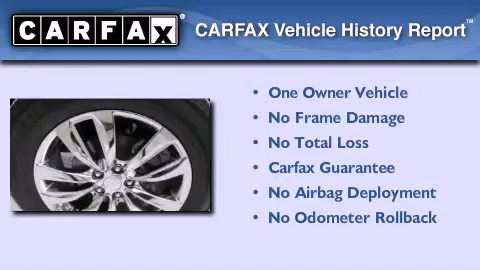 CARFAX® CARFAX Vehicle History Report™
• One Owner Vehicle
• No Frame Damage
• No Total Loss
• Carfax Guarantee
• No Airbag Deployment
• No Odometer Rollback